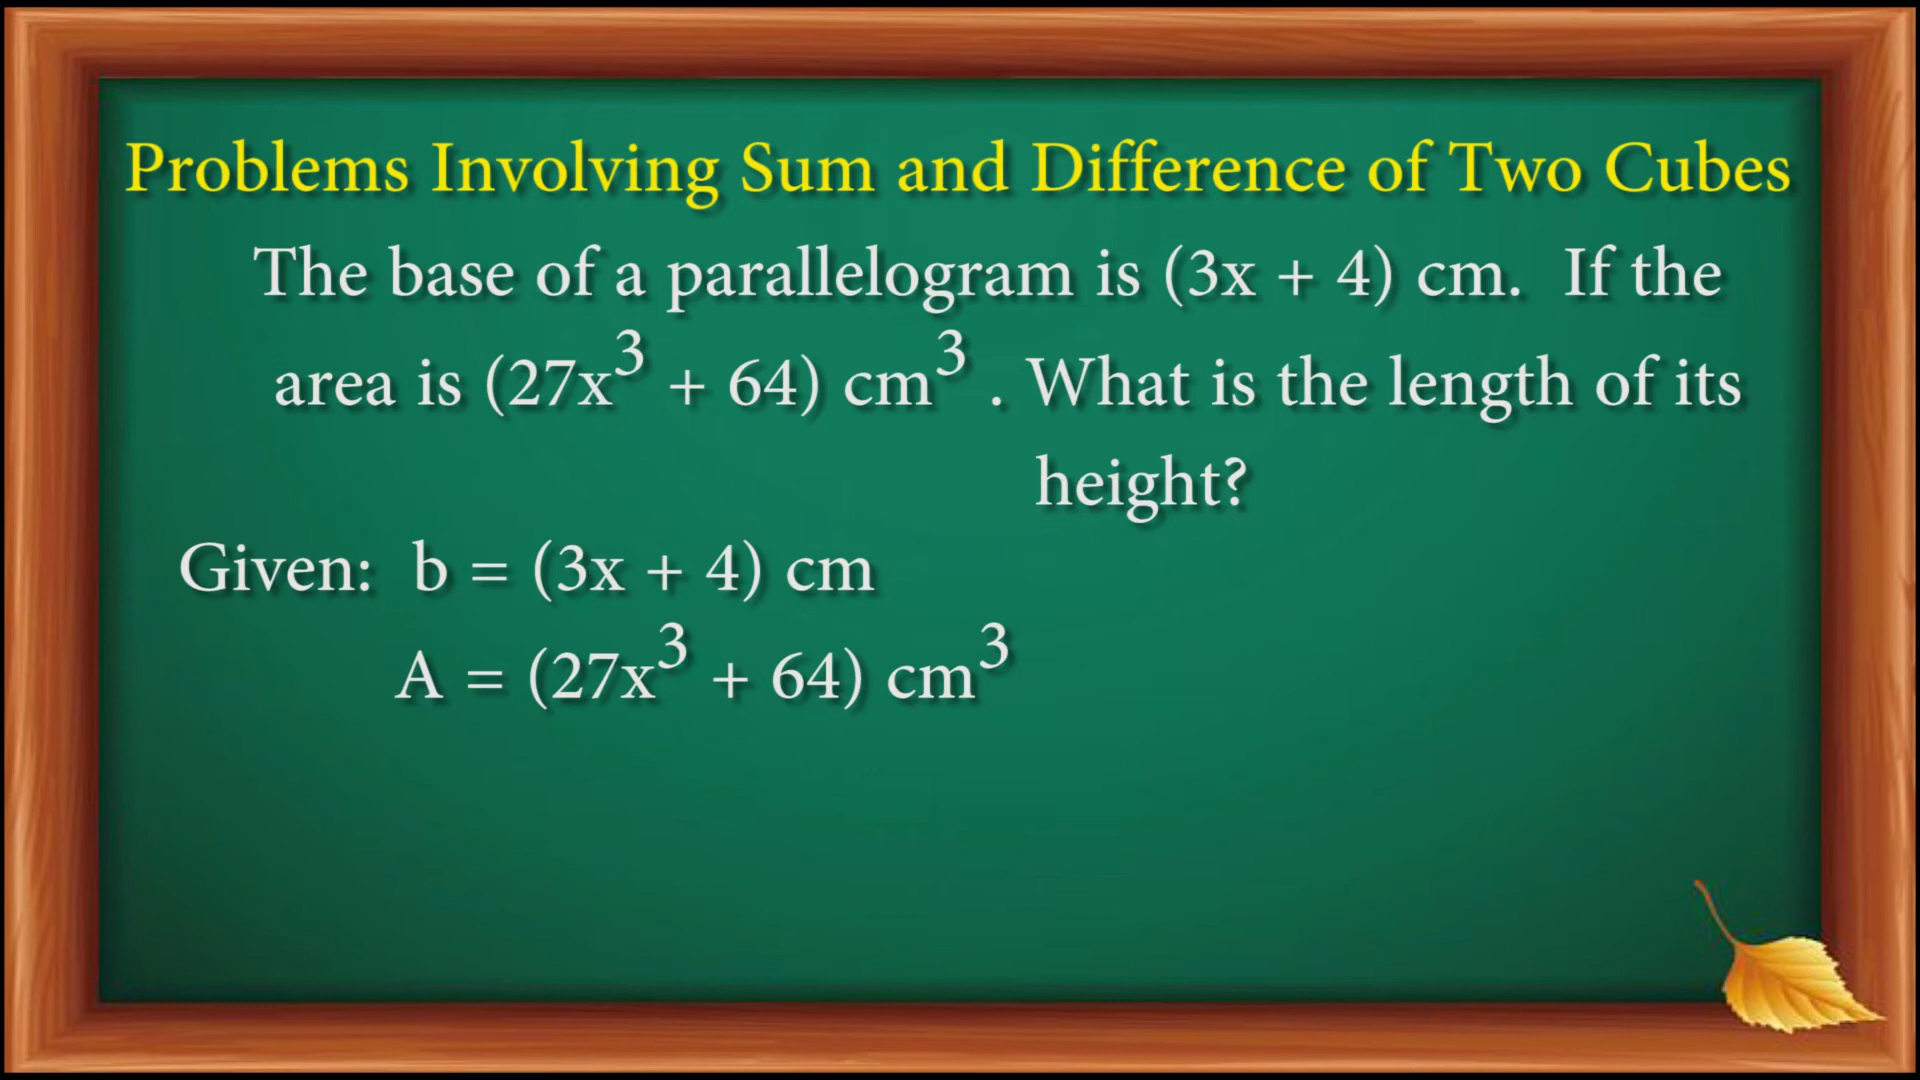 Problems Involving Sum and Difference of Two Cubes
The base of a parallelogram is (3x + 4) cm. If the
area is (27x³ + 64) cm³ . What is the length of its
height?
Given: b = (3x + 4) cm
A = (27x³ + 64) cm³